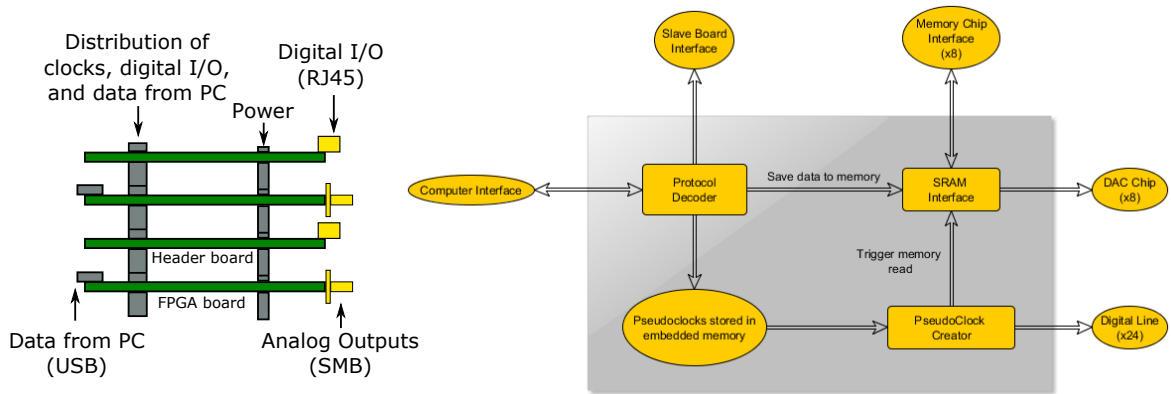 Distribution of
clocks, digital I/O,
and data from PC
Digital I/O
(RJ45)
Power
Header board
FPGA board
Data from PC
(USB)
Analog Outputs
(SMB)
Slave Board
Interface
Memory Chip
Interface
(x8)
Computer Interface
Protocol
Decoder
Save data to memory
SRAM
Interface
DAC Chip
(x8)
Trigger memory
read
Pseudoclocks stored in
embedded memory
PseudoClock
Creator
Digital Line
(x24)